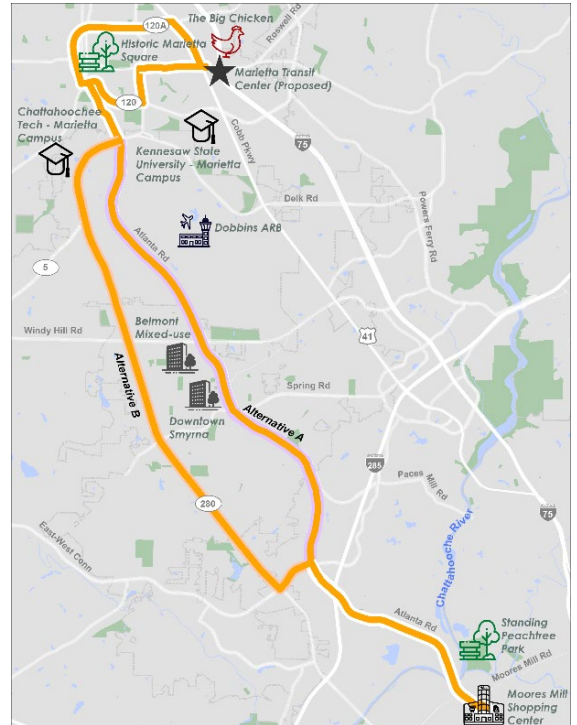 The Big Chicken
Roswell Rd
120A
Historic Marietta
Square
Marietta Transit
Center (Proposed)
120
Cobb Pkwy
Chattahoochee
Tech - Marietta
Campus
Kennesaw State
University - Marietta
Campus
75
Delk Rd
Powers Ferry Rd
Dobbins ARB
Atlanta Rd
5
Windy Hill Rd
Belmont
Mixed-use
41
Alternative B
Spring Rd
Downtown
Smyrna
Alternative A
285
Paces
Mill Rd
280
75
East-West Conn
Chattahooche River
Atlanta Rd
Standing
Peachtree
Park
Moores Mill Rd
Moores Mill
Shopping
Center